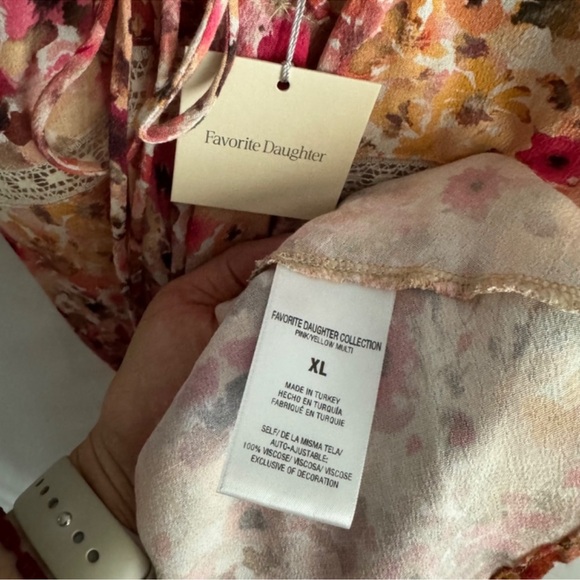 Favorite Daughter
FAVORITE DAUGHTER COLLECTION
PINK/YELLOW MULTI
XL
MADE IN TURKEY
HECHO EN TURQUÍA
FABRIQUÉ EN TURQUIE
SELF/ DE LA MISMA TELA/
AUTO-AJUSTABLE:
100% VISCOSE/ VISCOSA/ VISCOSE
EXCLUSIVE OF DECORATION